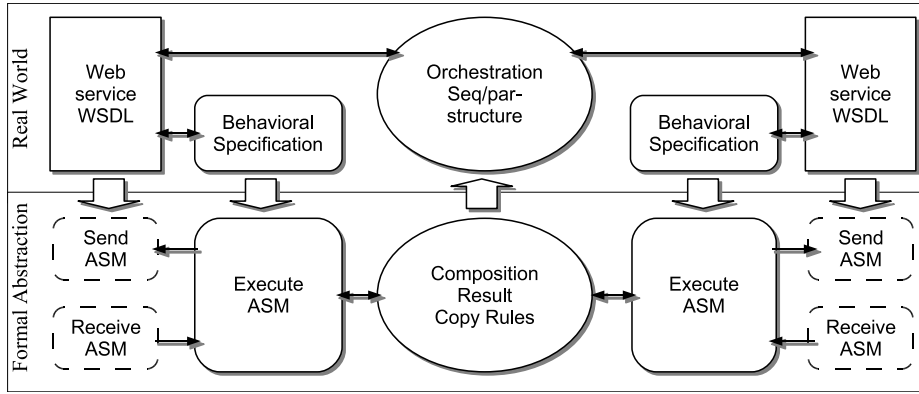 Real World
Web
service
WSDL
Behavioral
Specification
Orchestration
Seq/par-
structure
Behavioral
Specification
Web
service
WSDL
Formal Abstraction
Send
ASM
Receive
ASM
Execute
ASM
Composition
Result
Copy Rules
Execute
ASM
Send
ASM
Receive
ASM